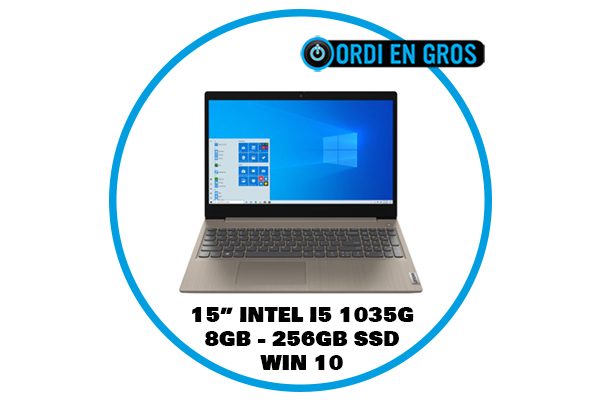 ORDI EN GROS
15” INTEL I5 1035G
8GB - 256GB SSD
WIN 10